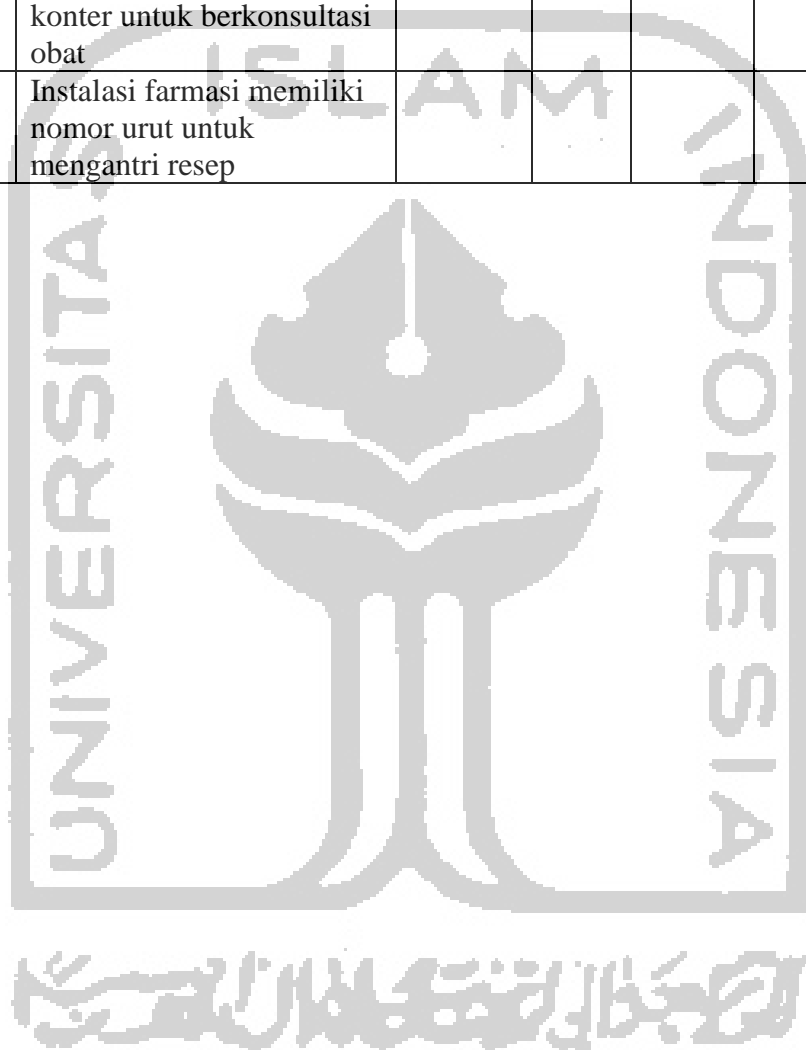 konter untuk berkonsultasi
obat
Instalasi farmasi memiliki
nomor urut untuk
mengantri resep
ISLAM
UNIVERSITAS
INDONESIA